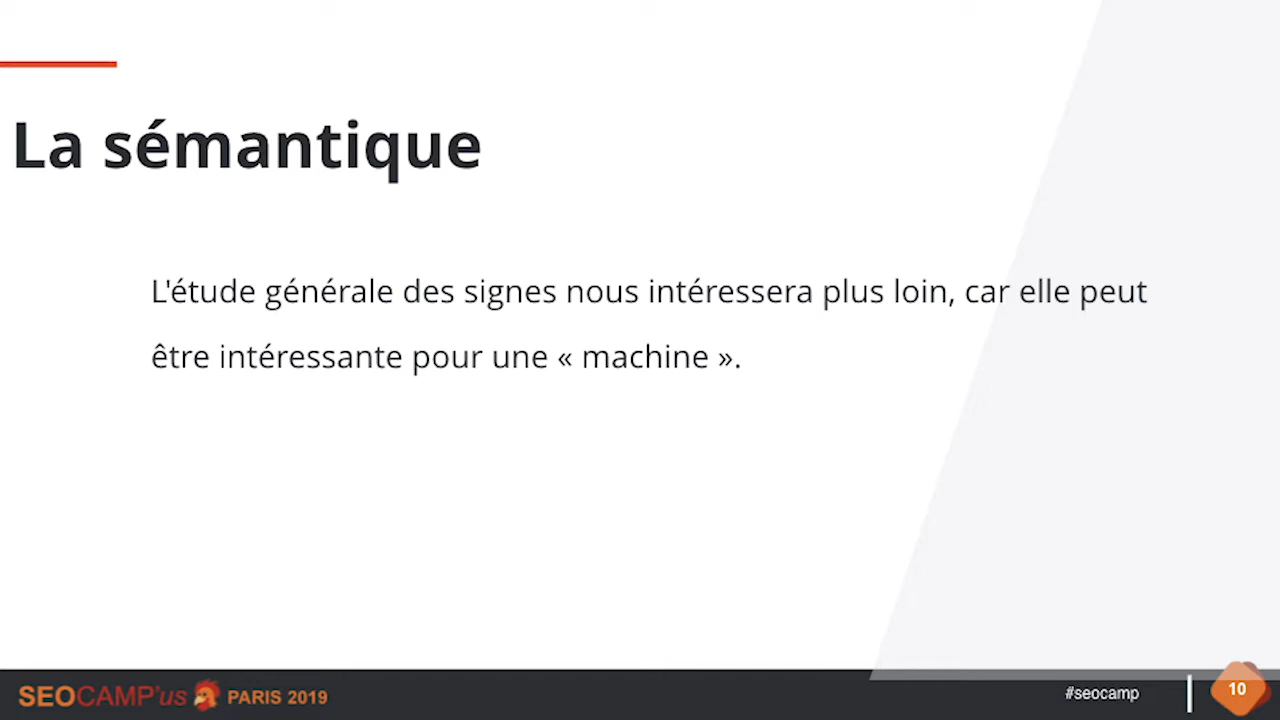 La sémantique
L'étude générale des signes nous intéressera plus loin, car elle peut
être intéressante pour une « machine ».
SEOCAMP'us PARIS 2019
#seocamp
10